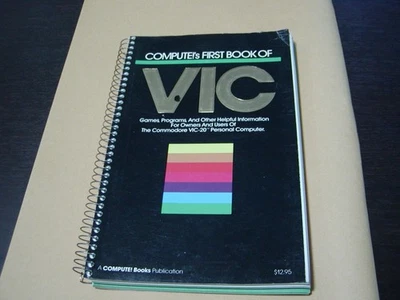 COMPUTE!'s FIRST BOOK OF
VIC
Games, Programs, And Other Helpful Information
For Owners And Users Of
The Commodore VIC-20™ Personal Computer.
A COMPUTE! Books Publication
$12.95